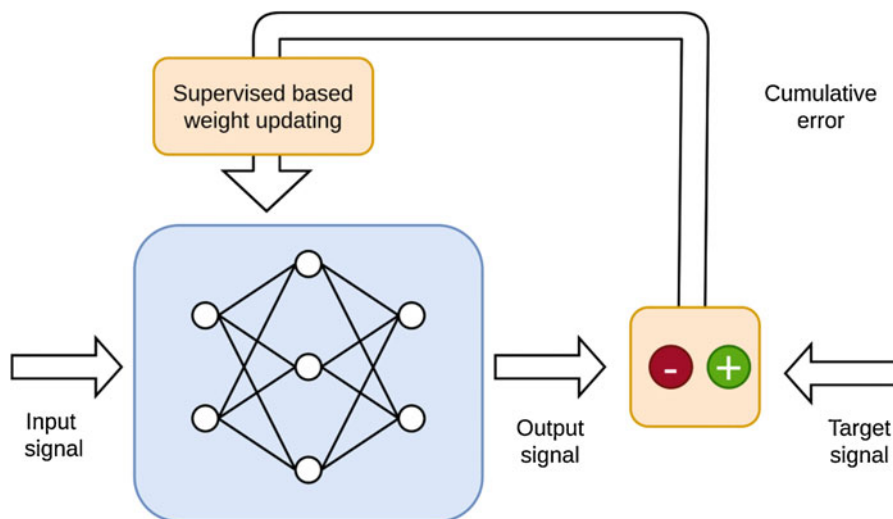 Supervised based
weight updating
Cumulative
error
-
+
Input
signal
Output
signal
Target
signal